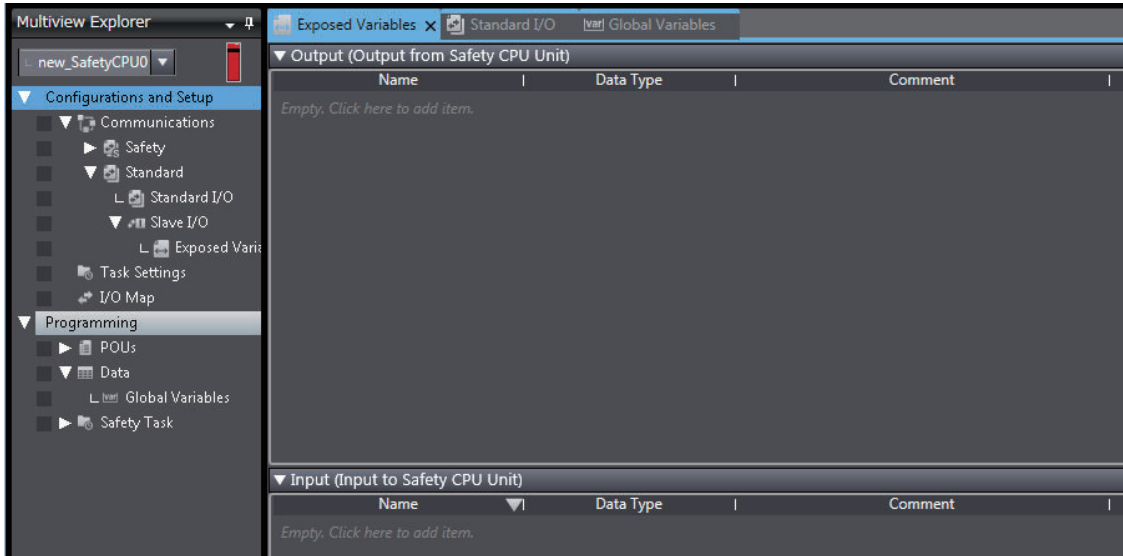 Multiview Explorer
new_SafetyCPU0
Configurations and Setup
Communications
Safety
Standard
Standard I/O
Slave I/O
Exposed Varia
Task Settings
I/O Map
Programming
POUs
Data
Global Variables
Safety Task
Exposed Variables Standard I/O Global Variables
Output (Output from Safety CPU Unit)
Name Data Type Comment
Empty. Click here to add item.
Input (Input to Safety CPU Unit)
Name Data Type Comment
Empty. Click here to add item.